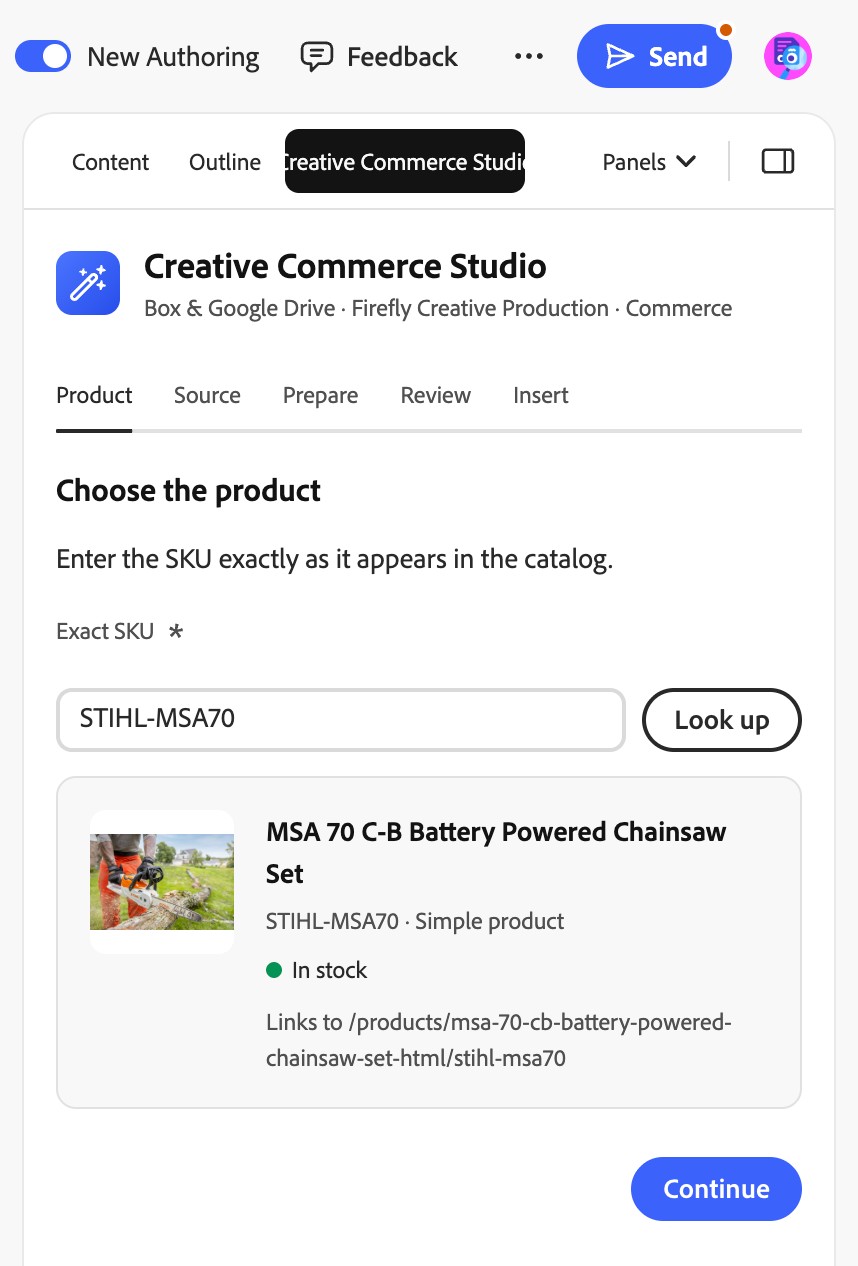 New Authoring
Feedback
Send
Content
Outline
Creative Commerce Studio
Panels
Creative Commerce Studio
Box & Google Drive · Firefly Creative Production · Commerce
Product
Source
Prepare
Review
Insert
Choose the product
Enter the SKU exactly as it appears in the catalog.
Exact SKU *
STIHL-MSA70
Look up
MSA 70 C-B Battery Powered Chainsaw
Set
STIHL-MSA70 · Simple product
In stock
Links to /products/msa-70-cb-battery-powered-
chainsaw-set-html/stihl-msa70
Continue